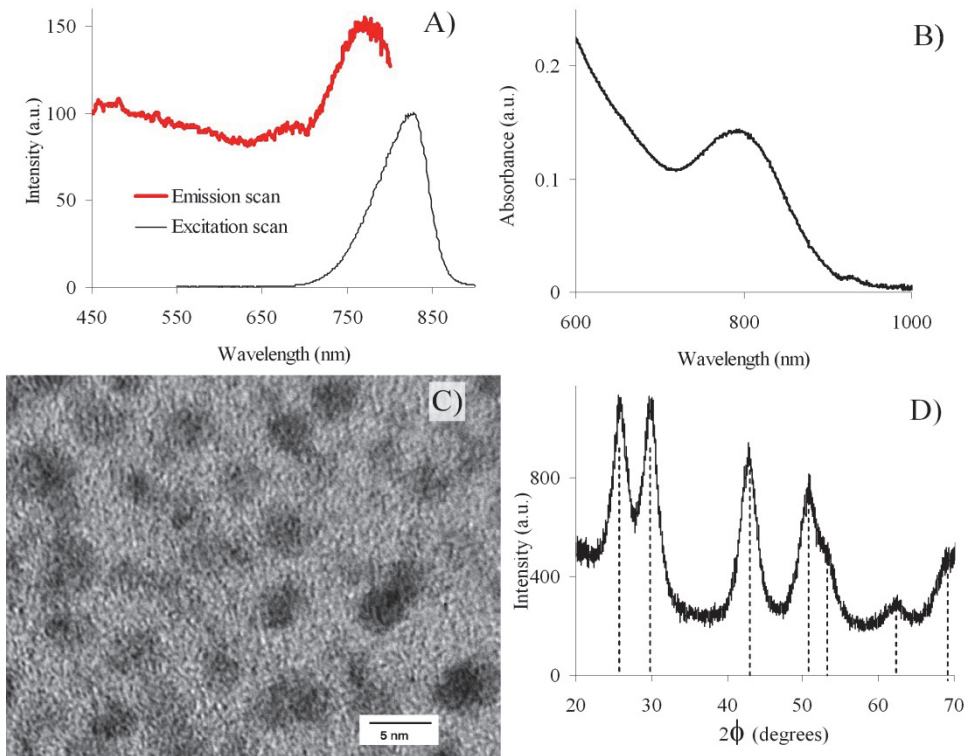 A)
150
100
50
0
450
550
650
750
850
Intensity (a.u.)
Wavelength (nm)
Emission scan
Excitation scan
B)
0.2
0.1
0
600
800
1000
Absorbance
Wavelength (nm)
C)
5 nm
D)
800
400
0
20
30
40
50
60
70
Intensity (a.u.)
2ϕ (degrees)